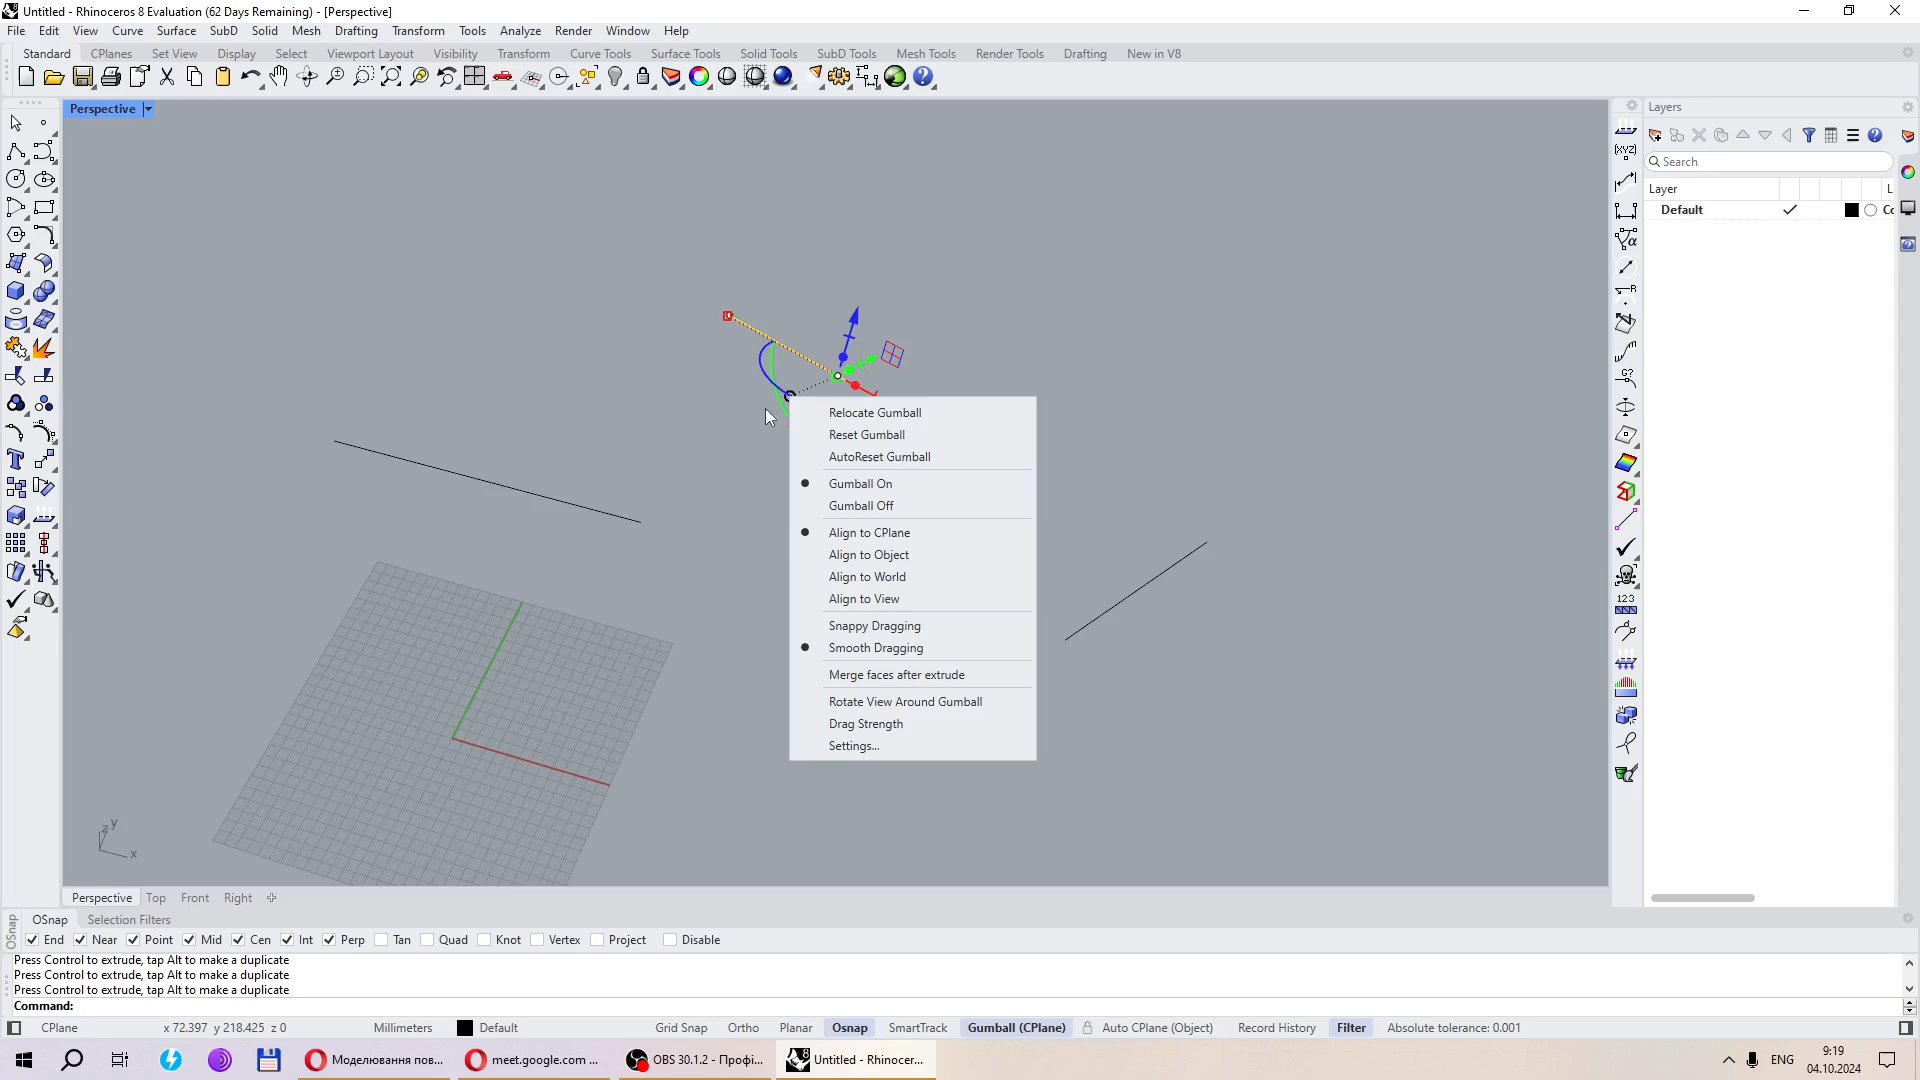 Untitled - Rhinoceros 8 Evaluation (62 Days Remaining) - [Perspective]
File Edit View Curve Surface SubD Solid Mesh Drafting Transform Tools Analyze Render Window Help
Standard CPlanes Set View Display Select Viewport Layout Visibility Transform Curve Tools Surface Tools Solid Tools SubD Tools Mesh Tools Render Tools Drafting New in V8
Perspective
Layers
Search
Layer L
Default Co
Relocate Gumball
Reset Gumball
AutoReset Gumball
Gumball On
Gumball Off
Align to CPlane
Align to Object
Align to World
Align to View
Snappy Dragging
Smooth Dragging
Merge faces after extrude
Rotate View Around Gumball
Drag Strength
Settings...
z y
x
Perspective Top Front Right
OSnap Selection Filters
OSnap
End Near Point Mid Cen Int Perp Tan Quad Knot Vertex Project Disable
Press Control to extrude, tap Alt to make a duplicate
Press Control to extrude, tap Alt to make a duplicate
Press Control to extrude, tap Alt to make a duplicate
Command:
CPlane x 72.397 y 218.425 z 0 Millimeters Default Grid Snap Ortho Planar Osnap SmartTrack Gumball (CPlane) Auto CPlane (Object) Record History Filter Absolute tolerance: 0.001
Моделювання пов... meet.google.com ... OBS 30.1.2 - Профі... Untitled - Rhinocer... ENG 9:19
04.10.2024